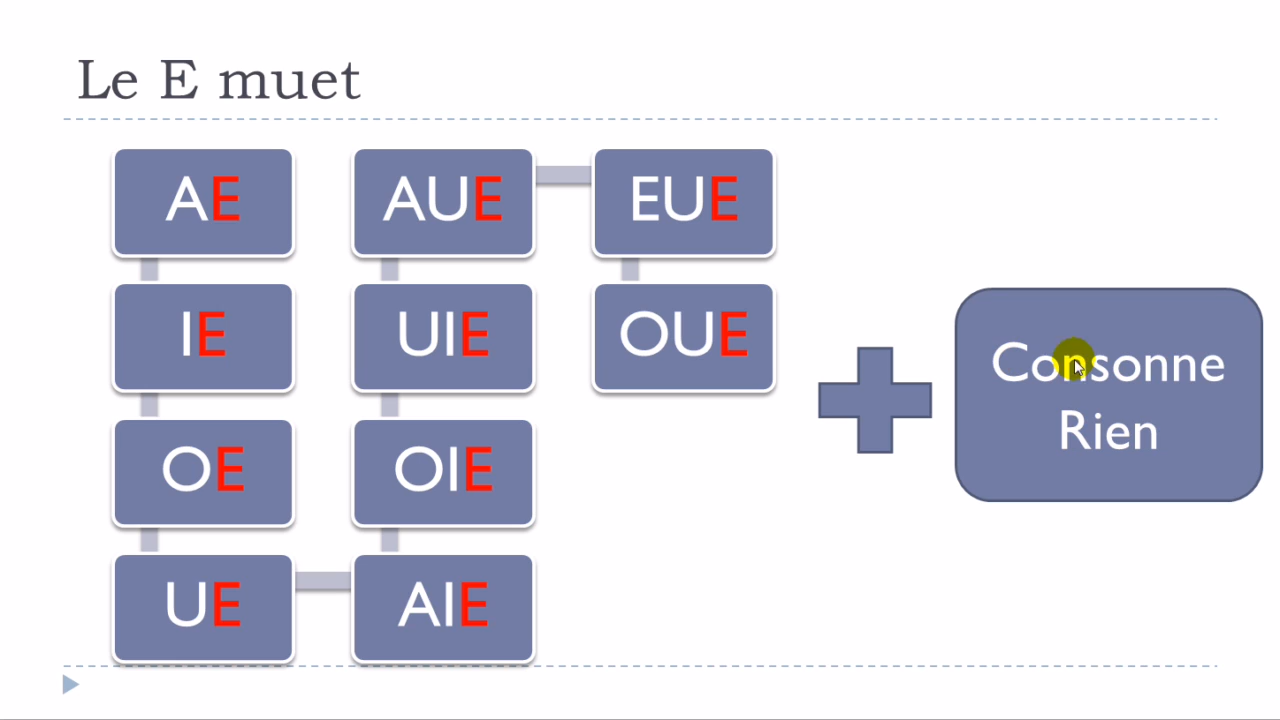 Le E muet
AE
IE
OE
UE
AIE
OIE
UIE
AUE
EUE
OUE
Consonne
Rien